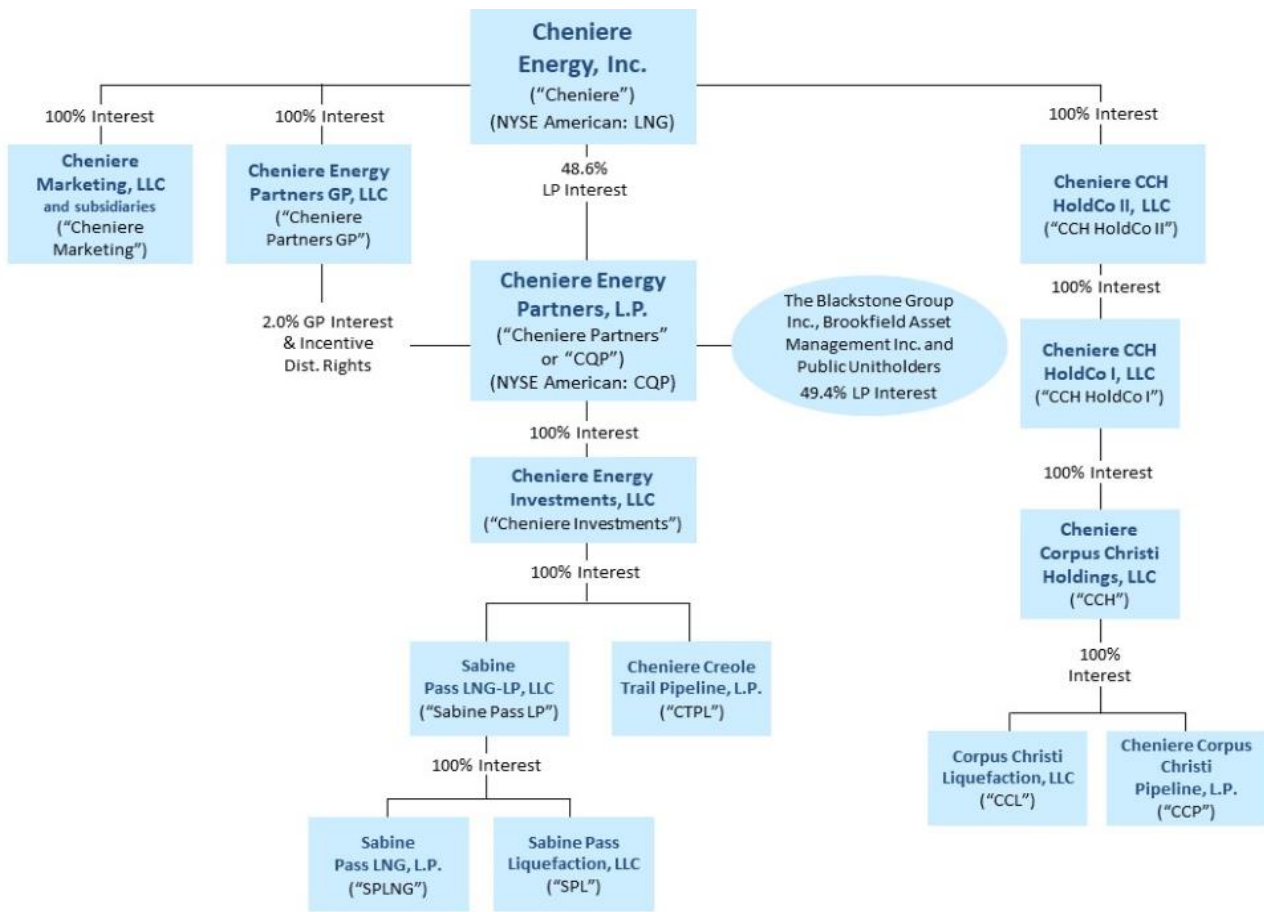 Cheniere
Energy, Inc.
(“Cheniere”)
(NYSE American: LNG)
100% Interest
100% Interest
48.6%
LP Interest
100% Interest
Cheniere
Marketing, LLC
and subsidiaries
(“Cheniere
Marketing”)
Cheniere Energy
Partners GP, LLC
(“Cheniere
Partners GP”)
Cheniere CCH
HoldCo II, LLC
(“CCH HoldCo II”)
2.0% GP Interest
& Incentive
Dist. Rights
Cheniere Energy
Partners, L.P.
(“Cheniere Partners”
or “CQP”)
(NYSE American: CQP)
The Blackstone Group
Inc., Brookfield Asset
Management Inc. and
Public Unitholders
49.4% LP Interest
100% Interest
Cheniere CCH
HoldCo I, LLC
(“CCH HoldCo I”)
100% Interest
Cheniere Energy
Investments, LLC
(“Cheniere Investments”)
100% Interest
Cheniere
Corpus Christi
Holdings, LLC
(“CCH”)
100% Interest
Sabine
Pass LNG-LP, LLC
(“Sabine Pass LP”)
Cheniere Creole
Trail Pipeline, L.P.
(“CTPL”)
100%
Interest
100% Interest
Corpus Christi
Liquefaction, LLC
(“CCL”)
Cheniere Corpus
Christi
Pipeline, L.P.
(“CCP”)
Sabine
Pass LNG, L.P.
(“SPLNG”)
Sabine Pass
Liquefaction, LLC
(“SPL”)